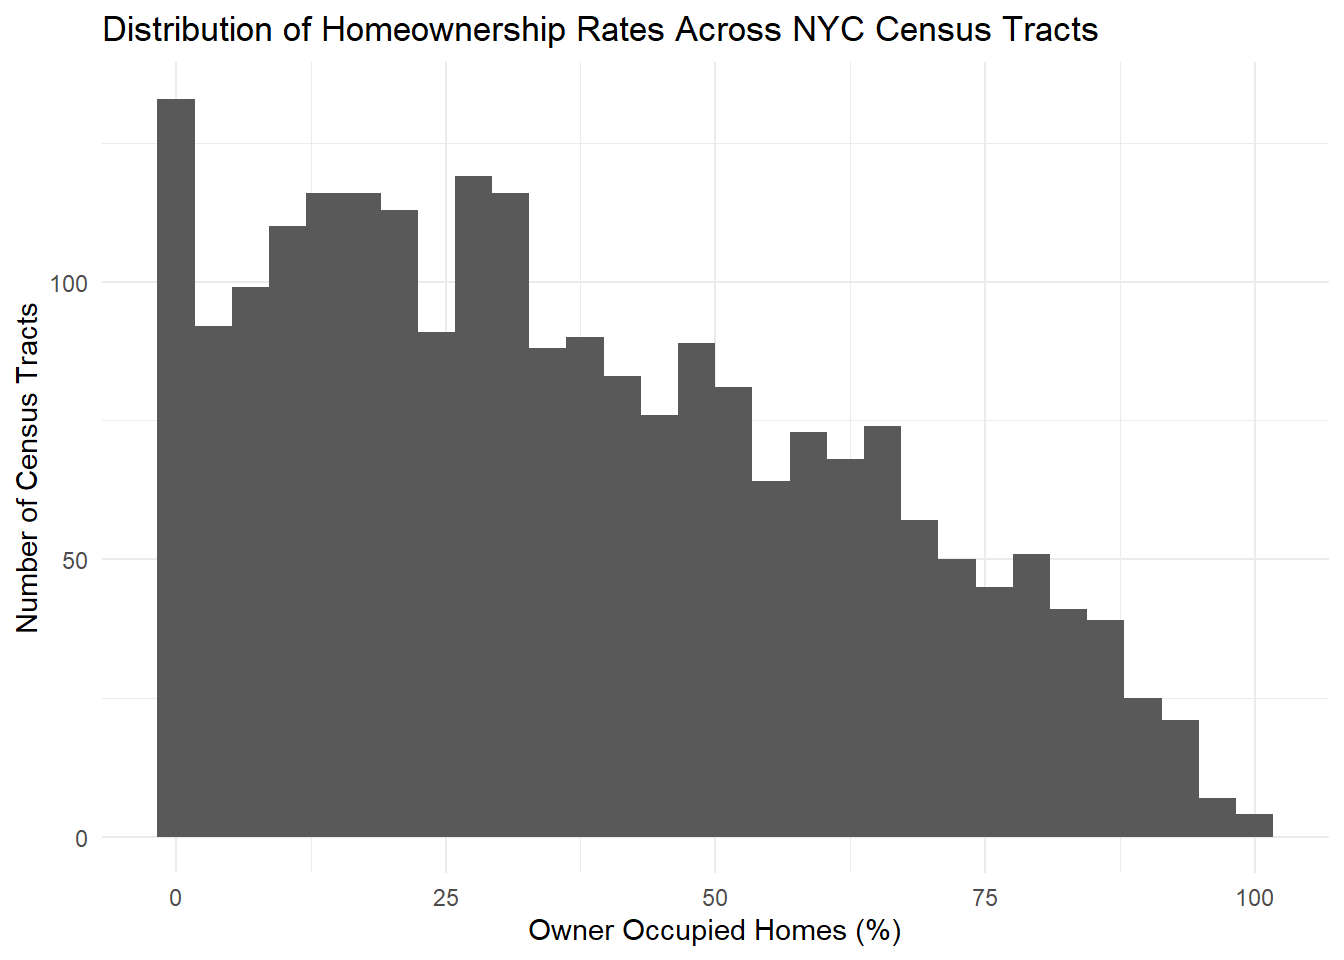 Distribution of Homeownership Rates Across NYC Census Tracts
Number of Census Tracts
100
50
0
0 25 50 75 100
Owner Occupied Homes (%)